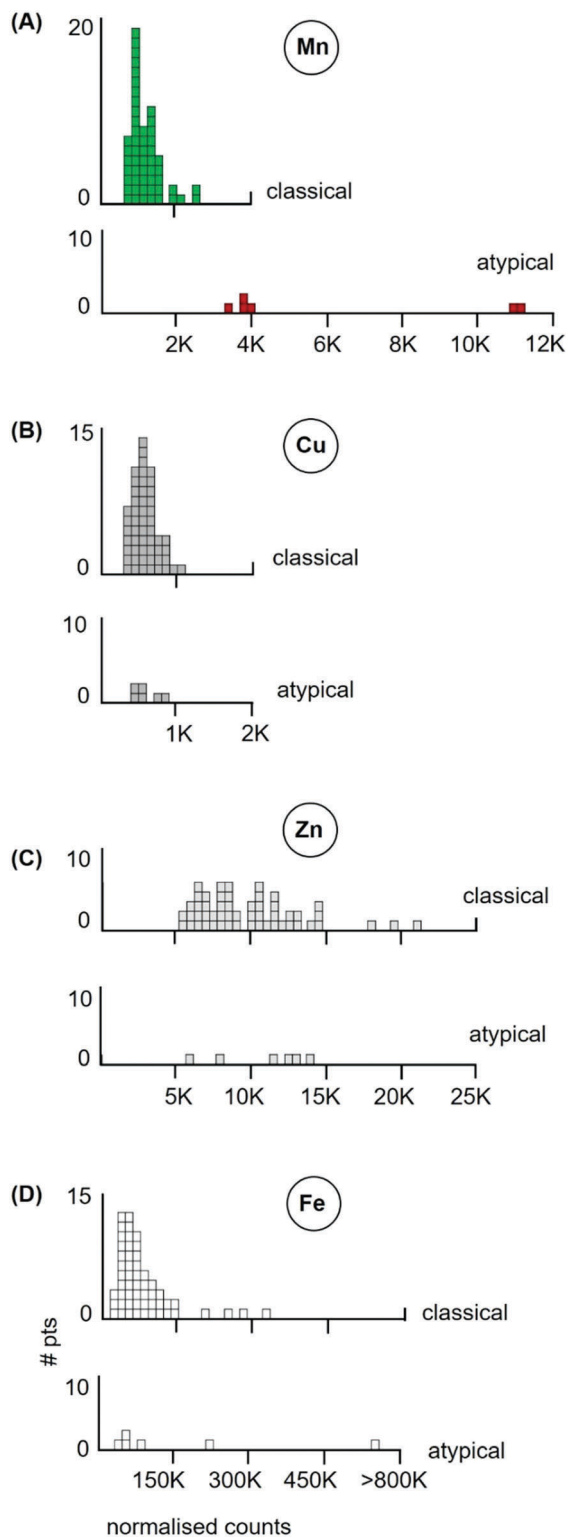 (A)
20
Mn
0
classical
10
atypical
0
2K 4K 6K 8K 10K 12K
(B)
15
Cu
0
classical
10
0
atypical
1K 2K
Zn
(C)
10
classical
0
10
atypical
0
5K 10K 15K 20K 25K
(D)
15
Fe
0
classical
# pts
10
0
atypical
150K 300K 450K >800K
normalised counts